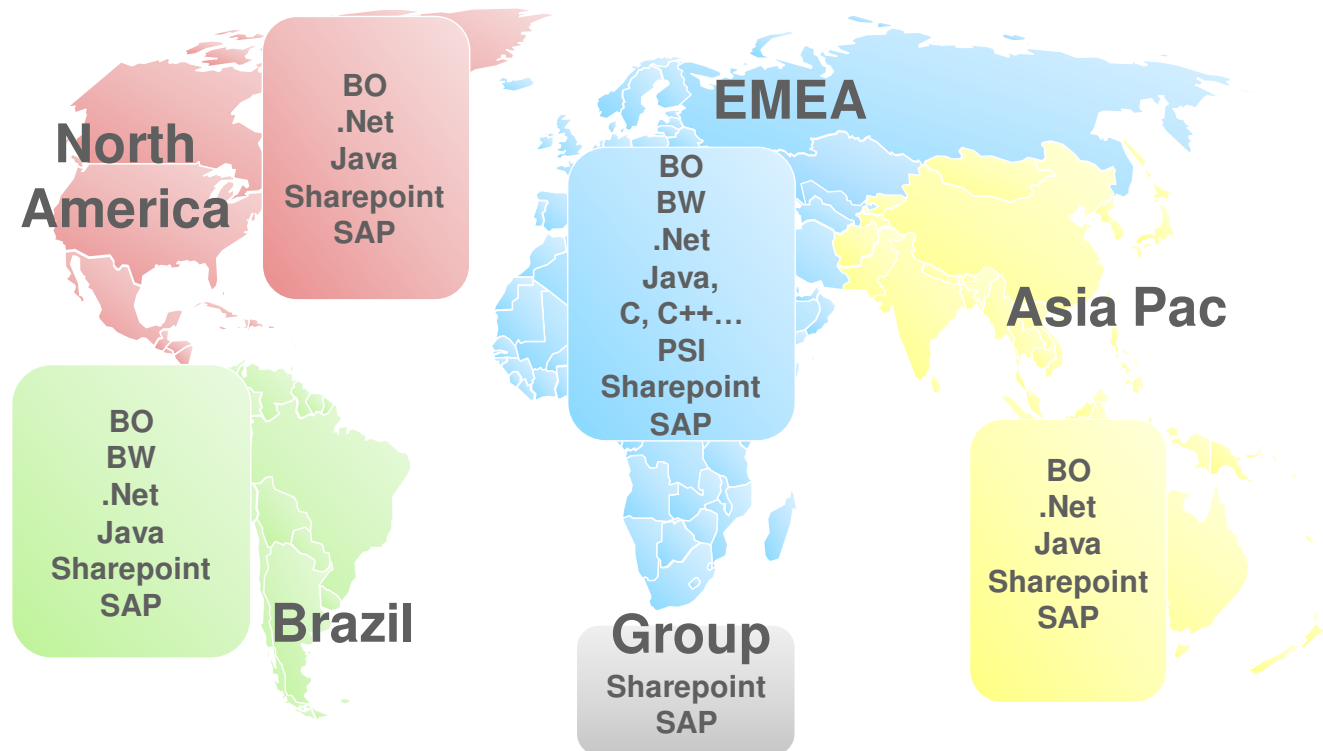 North
America
BO
.Net
Java
Sharepoint
SAP
EMEA
BO
BW
.Net
Java,
C, C++…
PSI
Sharepoint
SAP
Asia Pac
BO
.Net
Java
Sharepoint
SAP
BO
BW
.Net
Java
Sharepoint
SAP
Brazil
Group
Sharepoint
SAP